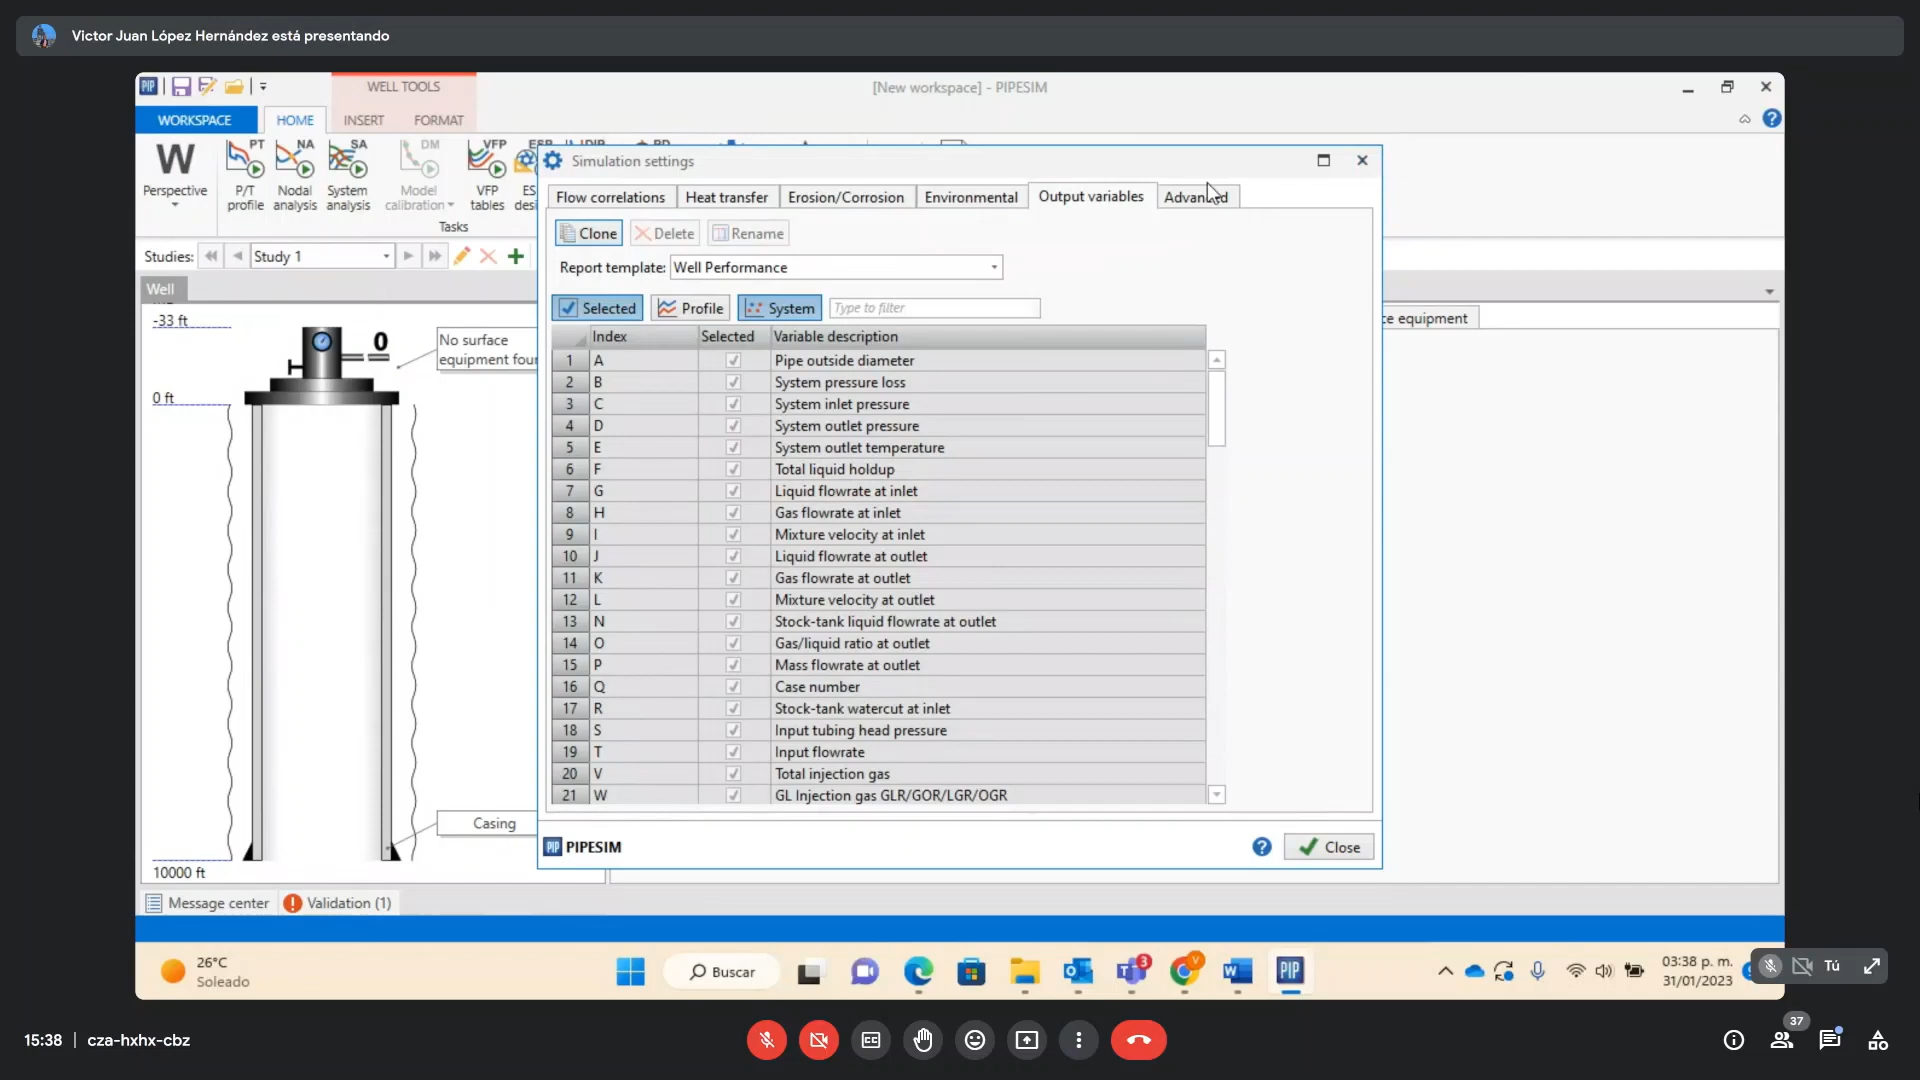 Victor Juan López Hernández está presentando
PIP
WELL TOOLS
[New workspace] - PIPESIM
WORKSPACE
HOME
INSERT
FORMAT
W
Perspective
PT
P/T profile
NA
Nodal analysis
SA
System analysis
DM
Model calibration
VFP
VFP tables
Tasks
Studies:
Study 1
Well
-33 ft
0
No surface
0 ft
Casing
10000 ft
Simulation settings
Flow correlations
Heat transfer
Erosion/Corrosion
Environmental
Output variables
Advanced
Clone
Delete
Rename
Report template:
Well Performance
Selected
Profile
System
Type to filter
Index Selected Variable description
1 A Pipe outside diameter
2 B System pressure loss
3 C System inlet pressure
4 D System outlet pressure
5 E System outlet temperature
6 F Total liquid holdup
7 G Liquid flowrate at inlet
8 H Gas flowrate at inlet
9 I Mixture velocity at inlet
10 J Liquid flowrate at outlet
11 K Gas flowrate at outlet
12 L Mixture velocity at outlet
13 N Stock-tank liquid flowrate at outlet
14 O Gas/liquid ratio at outlet
15 P Mass flowrate at outlet
16 Q Case number
17 R Stock-tank watercut at inlet
18 S Input tubing head pressure
19 T Input flowrate
20 V Total injection gas
21 W GL Injection gas GLR/GOR/LGR/OGR
PIP PIPESIM
Close
equipment
Message center
Validation (1)
26°C
Soleado
Buscar
3
V
PIP
03:38 p. m.
31/01/2023
Tú
15:38 | cza-hxhx-cbz
37